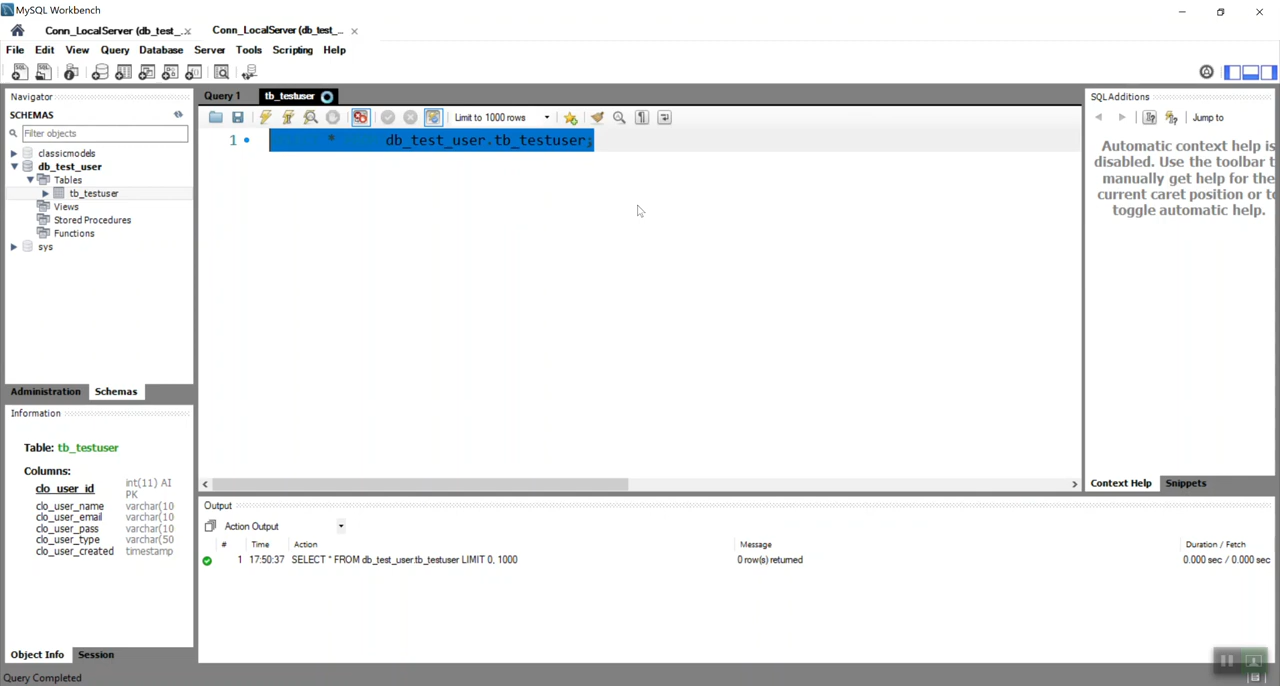 MySQL Workbench
Conn_LocalServer (db_test_.. Conn_LocalServer (db_test_...
File Edit View Query Database Server Tools Scripting Help
Navigator
SCHEMAS
Filter objects
classicmodels
db_test_user
Tables
tb_testuser
Views
Stored Procedures
Functions
sys
Administration Schemas
Information
Table: tb_testuser
Columns:
clo_user_id int(11) AI
PK
clo_user_name varchar(10
clo_user_email varchar(10
clo_user_pass varchar(10
clo_user_type varchar(50
clo_user_created timestamp
Object Info Session
Query Completed
Query 1 tb_testuser
Limit to 1000 rows
1 * db_test_user.tb_testuser;
Output
Action Output
# Time Action Message Duration / Fetch
1 17:50:37 SELECT * FROM db_test_user.tb_testuser LIMIT 0, 1000 0 row(s) returned 0.000 sec / 0.000 sec
SQLAdditions
Jump to
Automatic context help is
disabled. Use the toolbar t
manually get help for the
current caret position or to
toggle automatic help.
Context Help Snippets